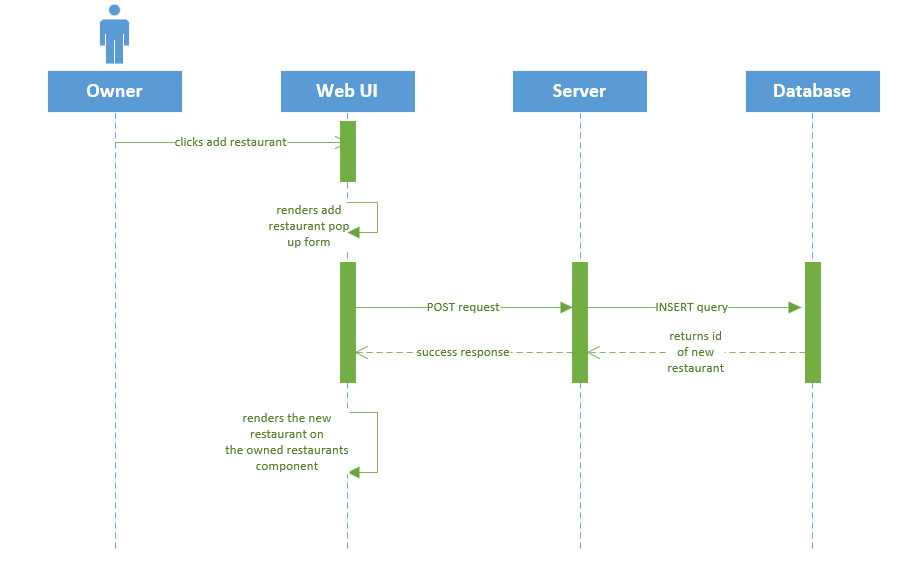 Owner
Web UI
Server
Database
clicks add restaurant
renders add
restaurant pop
up form
POST request
INSERT query
success response
returns id
of new
restaurant
renders the new
restaurant on
the owned restaurants
component